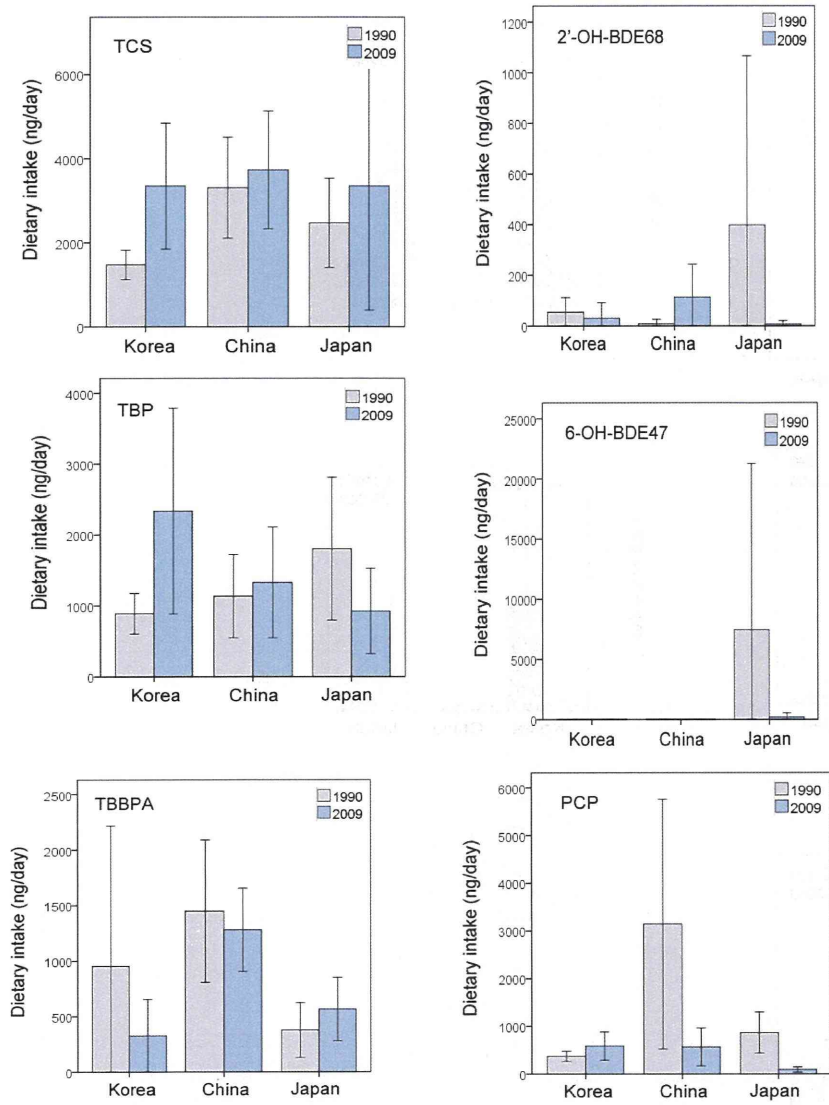 TCS
1990
2009
Dietary intake (ng/day)
6000
4000
2000
0
Korea China Japan
2'-OH-BDE68
1990
2009
Dietary intake (ng/day)
1200
1000
800
600
400
200
0
Korea China Japan
TBP
1990
2009
Dietary intake (ng/day)
4000
3000
2000
1000
0
Korea China Japan
6-OH-BDE47
1990
2009
Dietary intake (ng/day)
25000
20000
15000
10000
5000
0
Korea China Japan
TBBPA
1990
2009
Dietary intake (ng/day)
2500
2000
1500
1000
500
0
Korea China Japan
PCP
1990
2009
Dietary intake (ng/day)
6000
5000
4000
3000
2000
1000
0
Korea China Japan